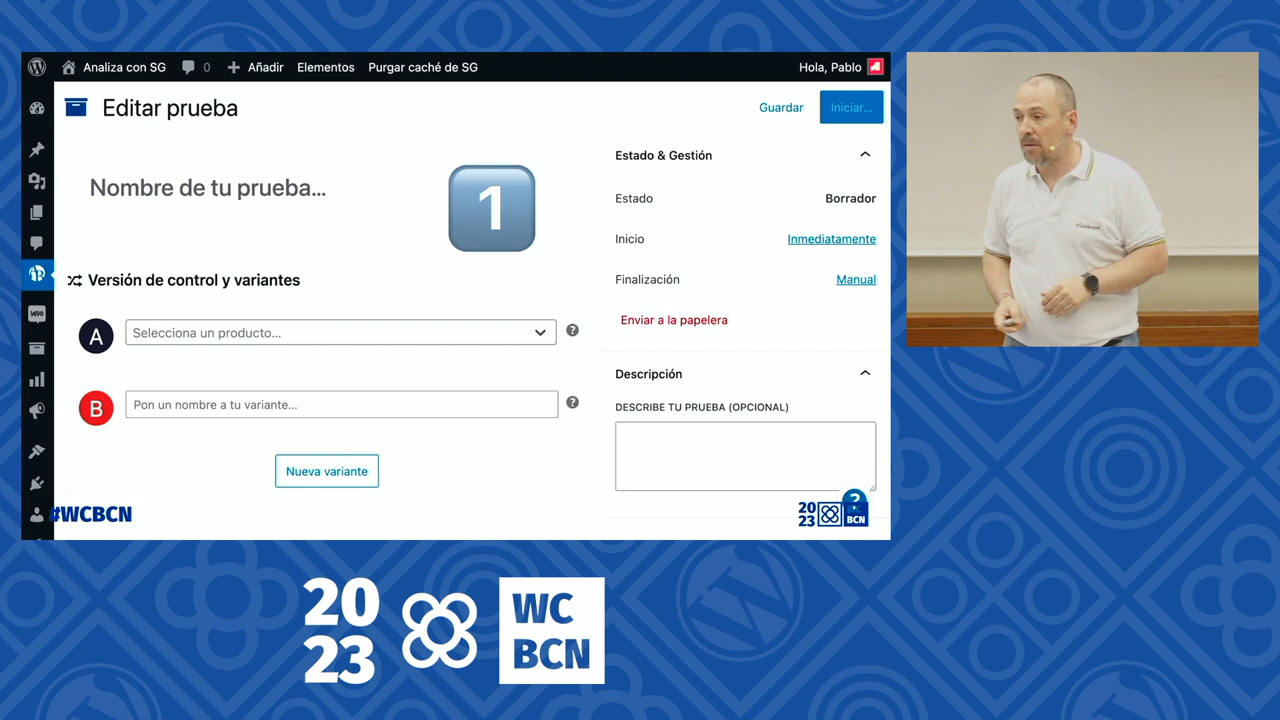 Analiza con SG 0 Añadir Elementos Purgar caché de SG Hola, Pablo
Editar prueba Guardar Iniciar...
Nombre de tu prueba...
1
Versión de control y variantes
A Selecciona un producto...
B Pon un nombre a tu variante...
Nueva variante
Estado & Gestión
Estado Borrador
Inicio Inmediatamente
Finalización Manual
Enviar a la papelera
Descripción
DESCRIBE TU PRUEBA (OPCIONAL)
?
WOO
#WCBCN
20
23
BCN
20
23
WC
BCN